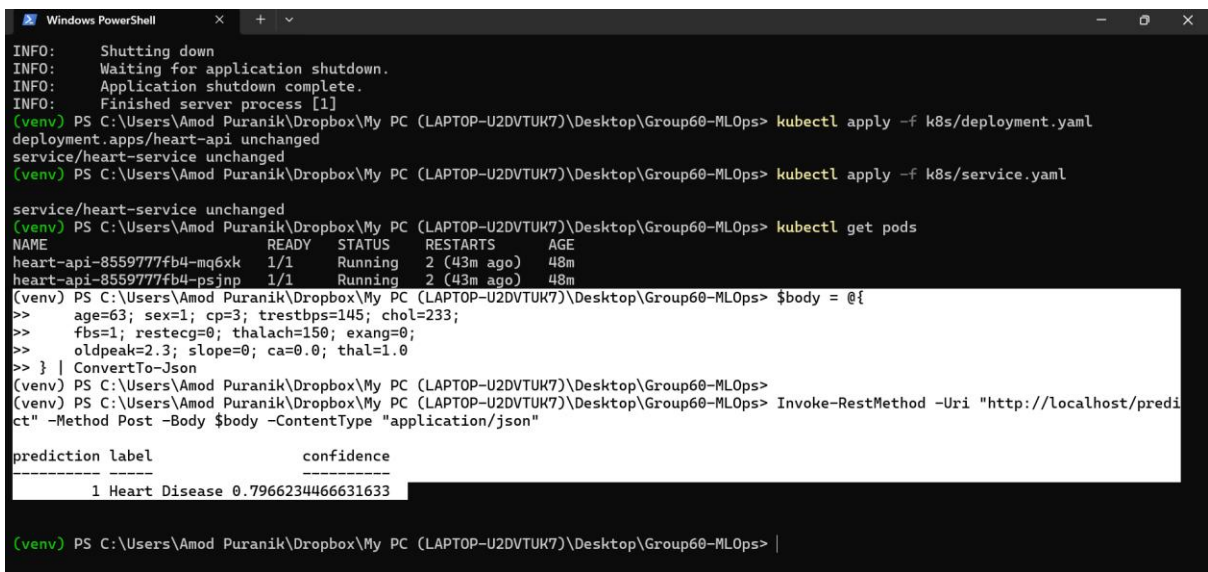 Windows PowerShell
INFO:     Shutting down
INFO:     Waiting for application shutdown.
INFO:     Application shutdown complete.
INFO:     Finished server process [1]
(venv) PS C:\Users\Amod Puranik\Dropbox\My PC (LAPTOP-U2DVTUK7)\Desktop\Group60-MLOps> kubectl apply -f k8s/deployment.yaml
deployment.apps/heart-api unchanged
service/heart-service unchanged
(venv) PS C:\Users\Amod Puranik\Dropbox\My PC (LAPTOP-U2DVTUK7)\Desktop\Group60-MLOps> kubectl apply -f k8s/service.yaml
service/heart-service unchanged
(venv) PS C:\Users\Amod Puranik\Dropbox\My PC (LAPTOP-U2DVTUK7)\Desktop\Group60-MLOps> kubectl get pods
NAME                         READY   STATUS    RESTARTS      AGE
heart-api-8559777fb4-mq6xk   1/1     Running   2 (43m ago)   48m
heart-api-8559777fb4-psjnp   1/1     Running   2 (43m ago)   48m
(venv) PS C:\Users\Amod Puranik\Dropbox\My PC (LAPTOP-U2DVTUK7)\Desktop\Group60-MLOps> $body = @{
>>     age=63; sex=1; cp=3; trestbps=145; chol=233;
>>     fbs=1; restecg=0; thalach=150; exang=0;
>>     oldpeak=2.3; slope=0; ca=0.0; thal=1.0
>> } | ConvertTo-Json
(venv) PS C:\Users\Amod Puranik\Dropbox\My PC (LAPTOP-U2DVTUK7)\Desktop\Group60-MLOps>
(venv) PS C:\Users\Amod Puranik\Dropbox\My PC (LAPTOP-U2DVTUK7)\Desktop\Group60-MLOps> Invoke-RestMethod -Uri "http://localhost/predi
ct" -Method Post -Body $body -ContentType "application/json"
prediction label                 confidence
---------- -----                 ----------
         1 Heart Disease 0.7966234466631633
(venv) PS C:\Users\Amod Puranik\Dropbox\My PC (LAPTOP-U2DVTUK7)\Desktop\Group60-MLOps>